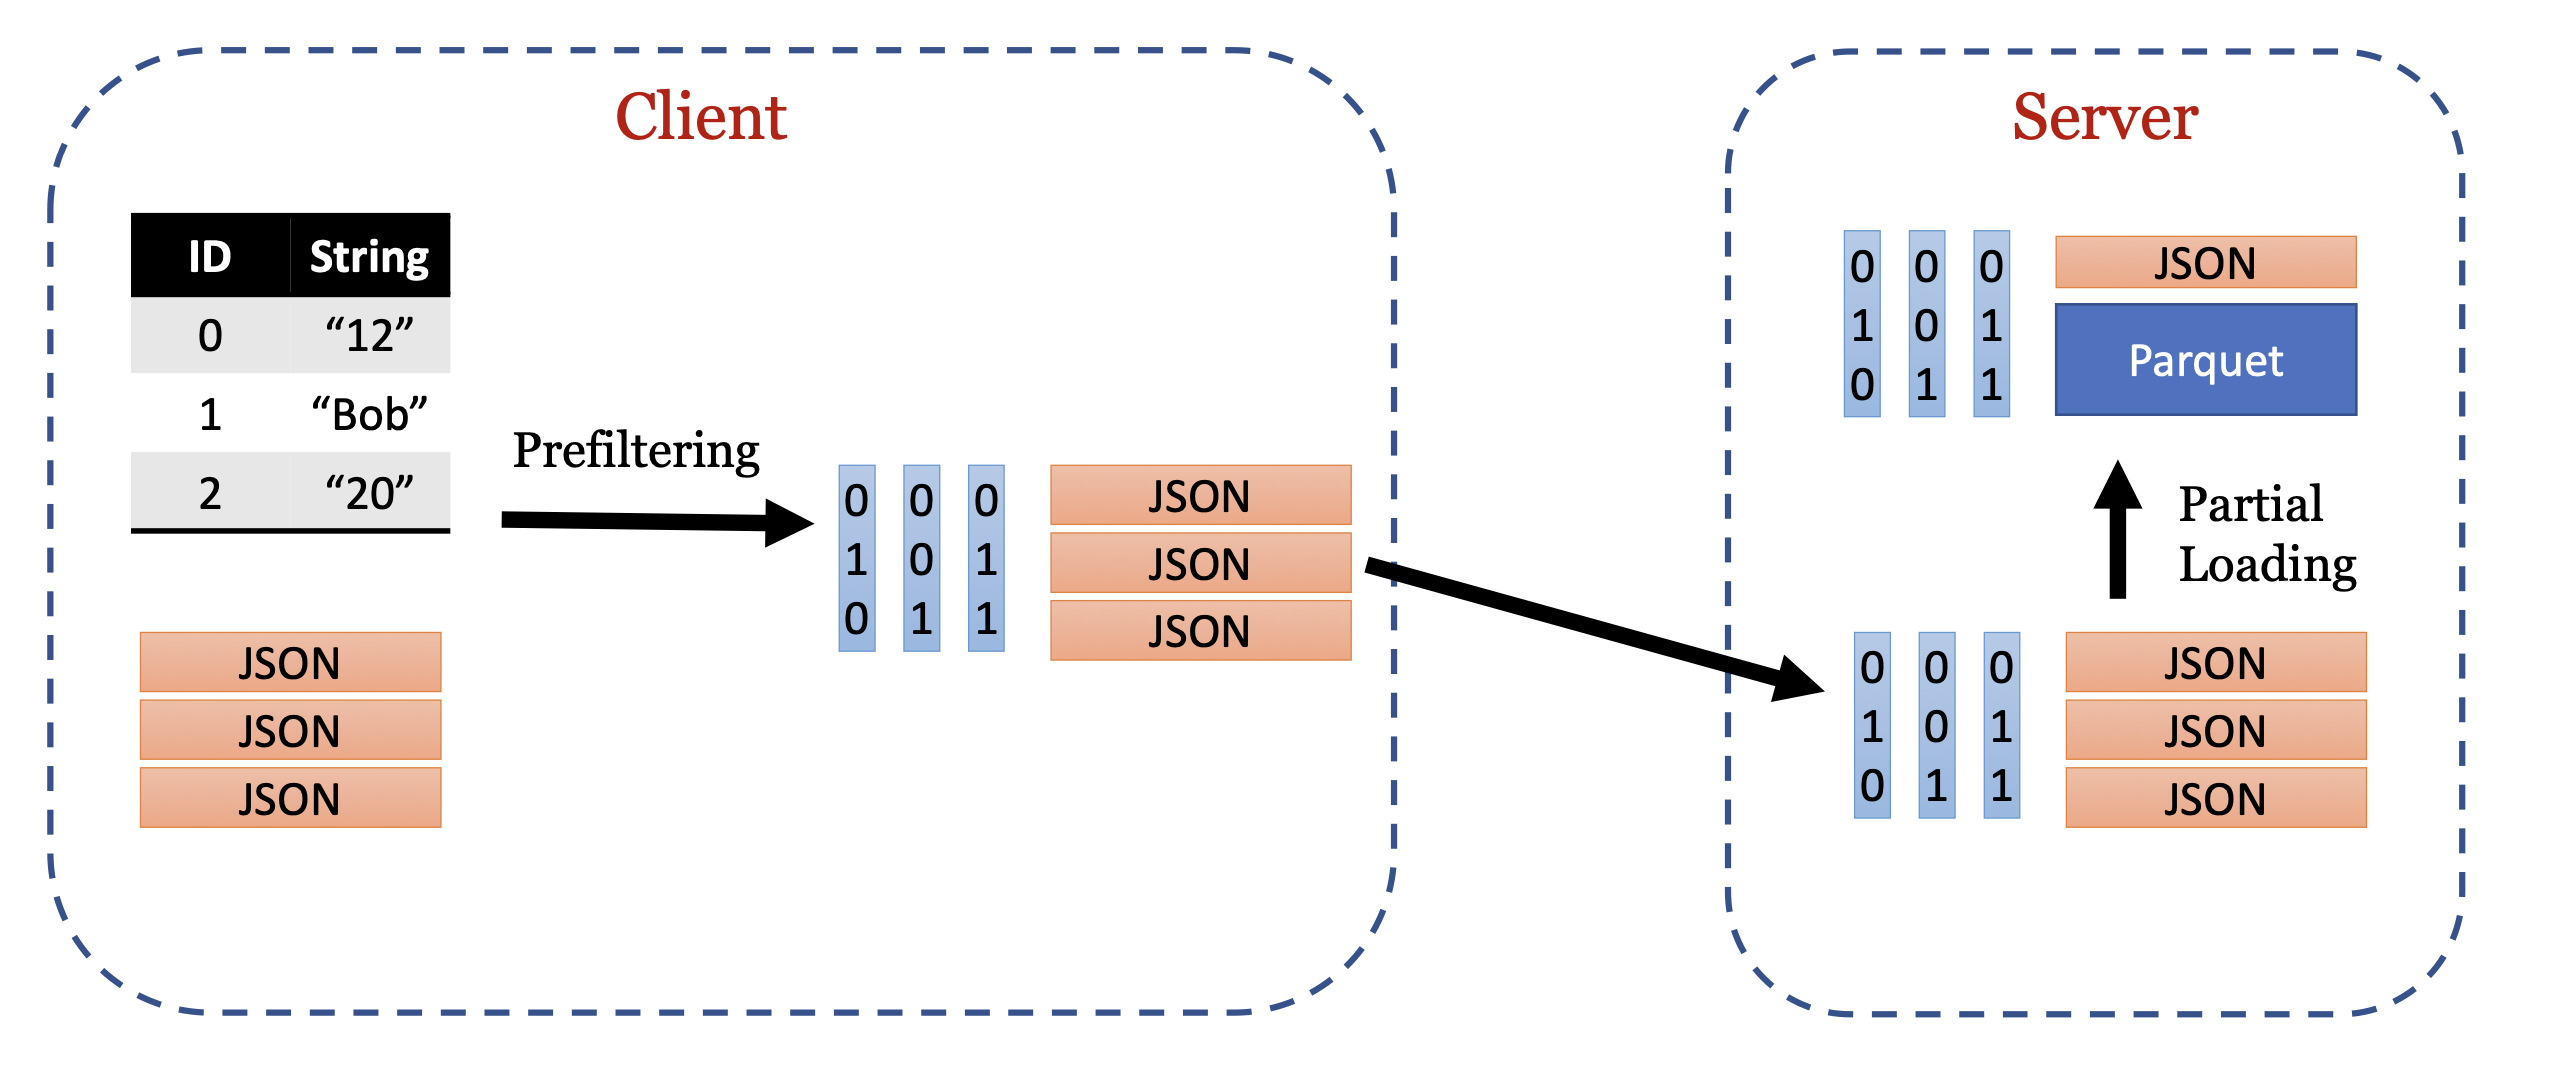 Client
ID String
0 “12”
1 “Bob”
2 “20”
JSON
JSON
JSON
Prefiltering
0 0 0
1 0 1
0 1 1
JSON
JSON
JSON
Server
0 0 0
1 0 1
0 1 1
JSON
Parquet
Partial
Loading
0 0 0
1 0 1
0 1 1
JSON
JSON
JSON